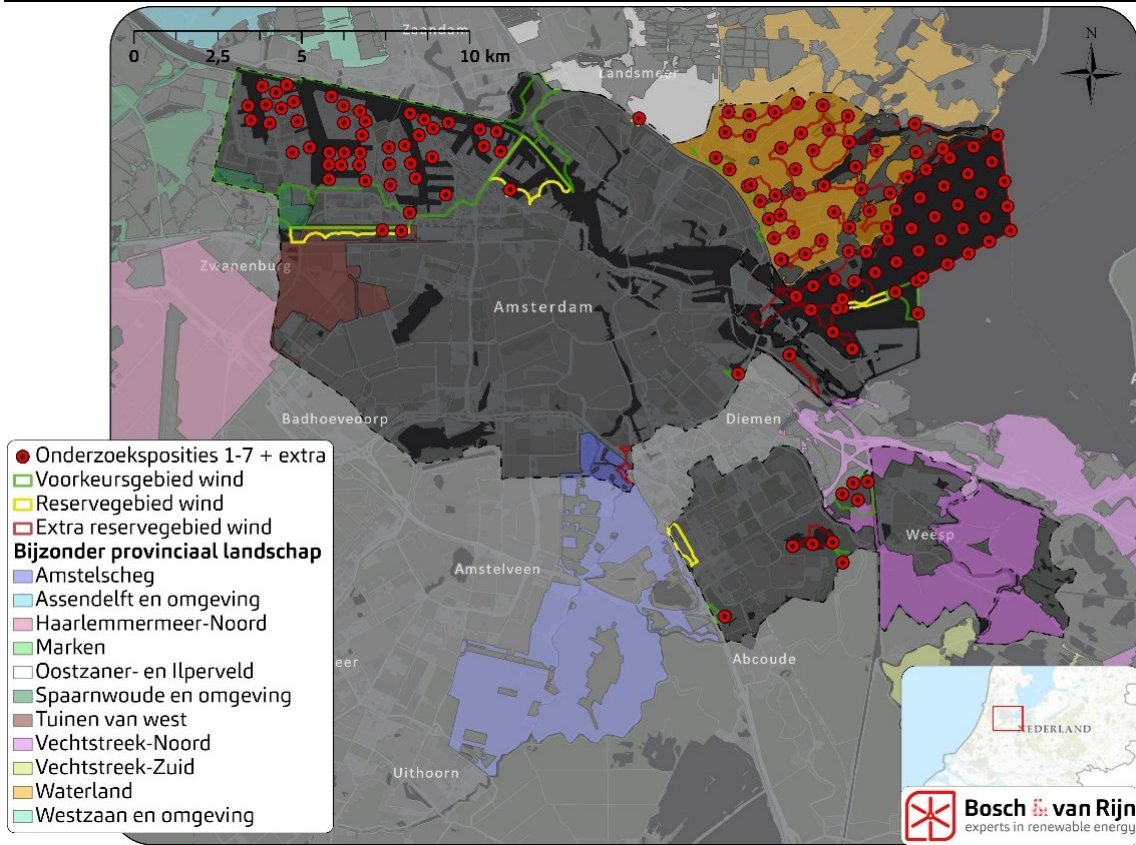 Zaandam
0 2,5 5 10 km
N
Landsmeer
Zwanenburg
Amsterdam
Badhoevedorp
Diemen
Onderzoeksposities 1-7 + extra
Voorkeursgebied wind
Reservegebied wind
Extra reservegebied wind
Bijzonder provinciaal landschap
Amstelscheg
Assendelft en omgeving
Haarlemmermeer-Noord
Marken
Oostzaner- en Ilperveld
Spaarnwoude en omgeving
Tuinen van west
Vechtstreek-Noord
Vechtstreek-Zuid
Waterland
Westzaan en omgeving
Weesp
Amstelveen
Abcoude
eer
Uithoorn
NEDERLAND
Bosch & van Rijn
experts in renewable energy